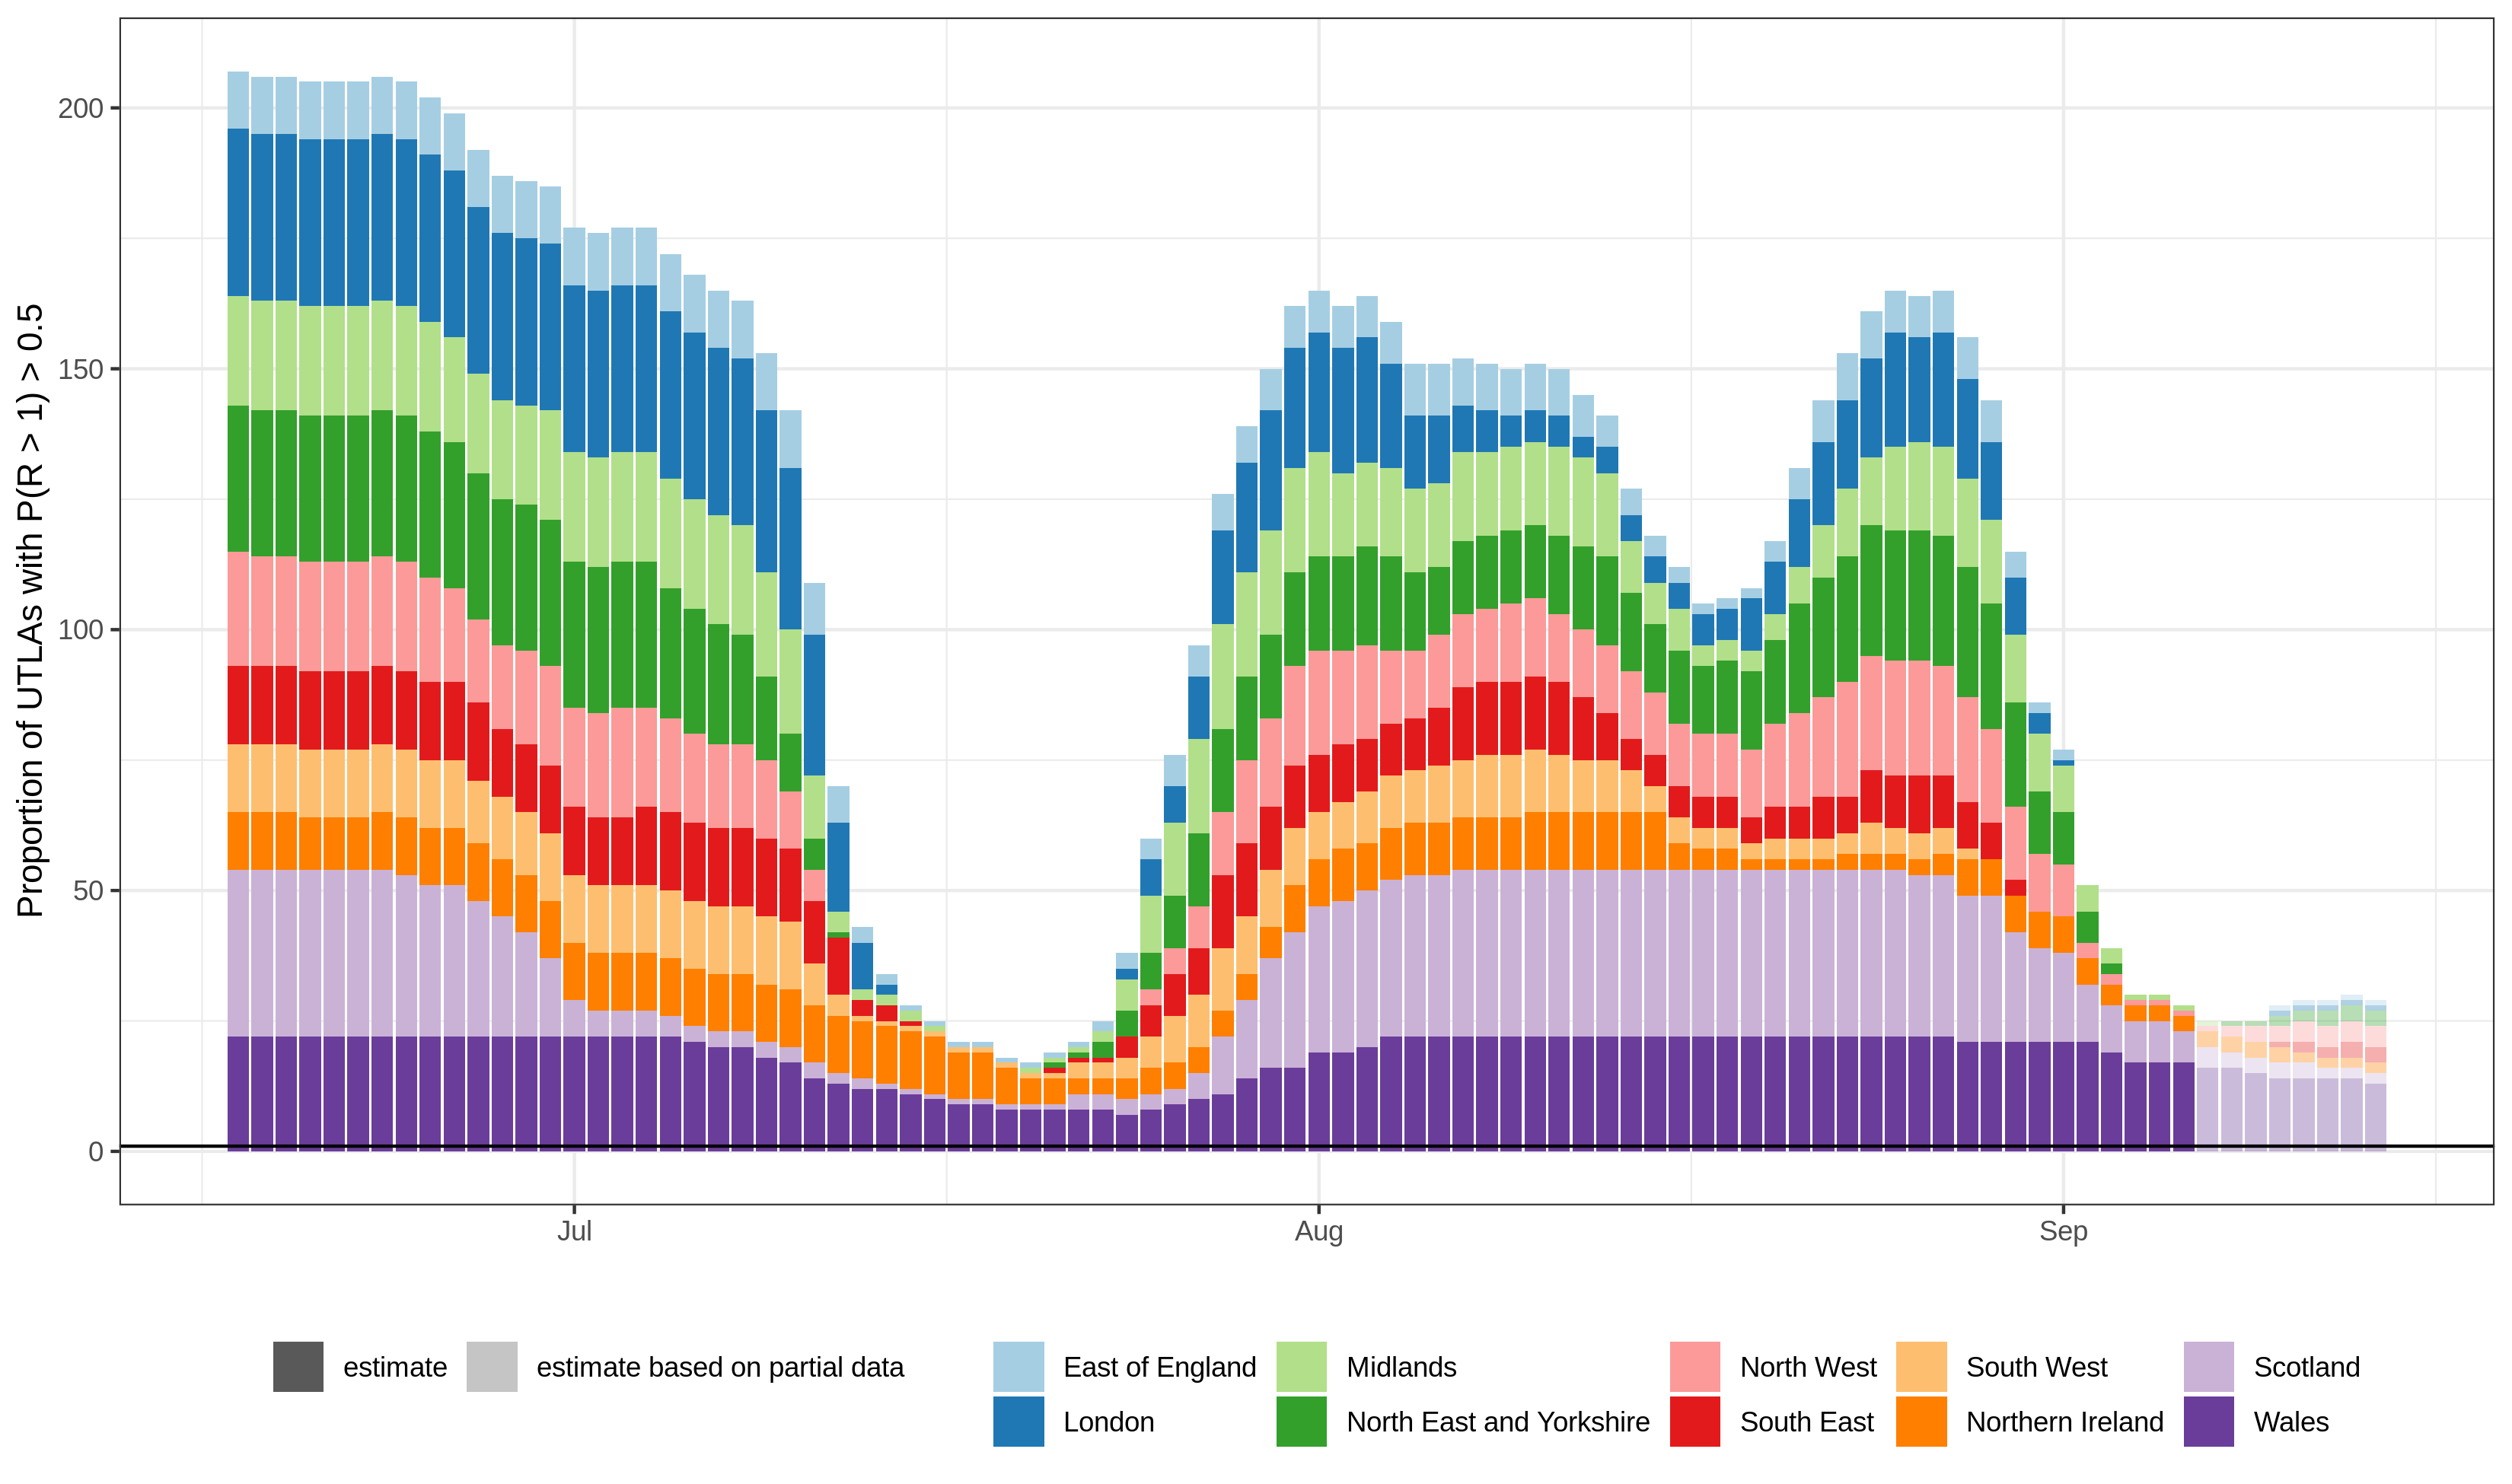 Proportion of UTLAs with P(R > 1) > 0.5
200
150
100
50
0
Jul Aug Sep
estimate estimate based on partial data East of England Midlands North West South West Scotland
London North East and Yorkshire South East Northern Ireland Wales